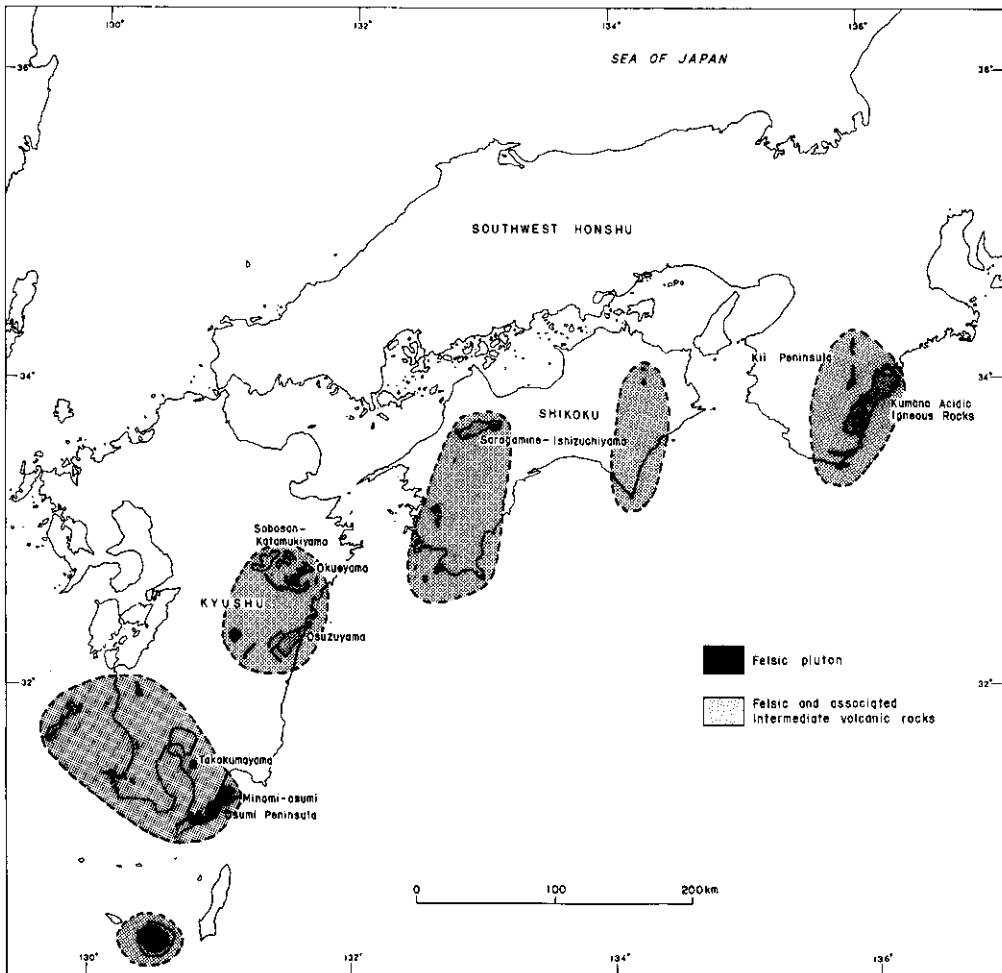 130°
132°
134°
136°
36°
36°
SEA OF JAPAN
SOUTHWEST HONSHU
34°
34°
Kii Peninsula
Kumano Acidic
Igneous Rocks
SHIKOKU
Saragamine-Ishizuchiyama
Sobosan-
Katamukiyama
Okueyama
KYUSHU
Osuzuyama
Felsic pluton
32°
32°
Felsic and associated
Intermediate volcanic rocks
Takakumayama
Minami-osumi
Osumi Peninsula
0
100
200km
130°
132°
134°
136°